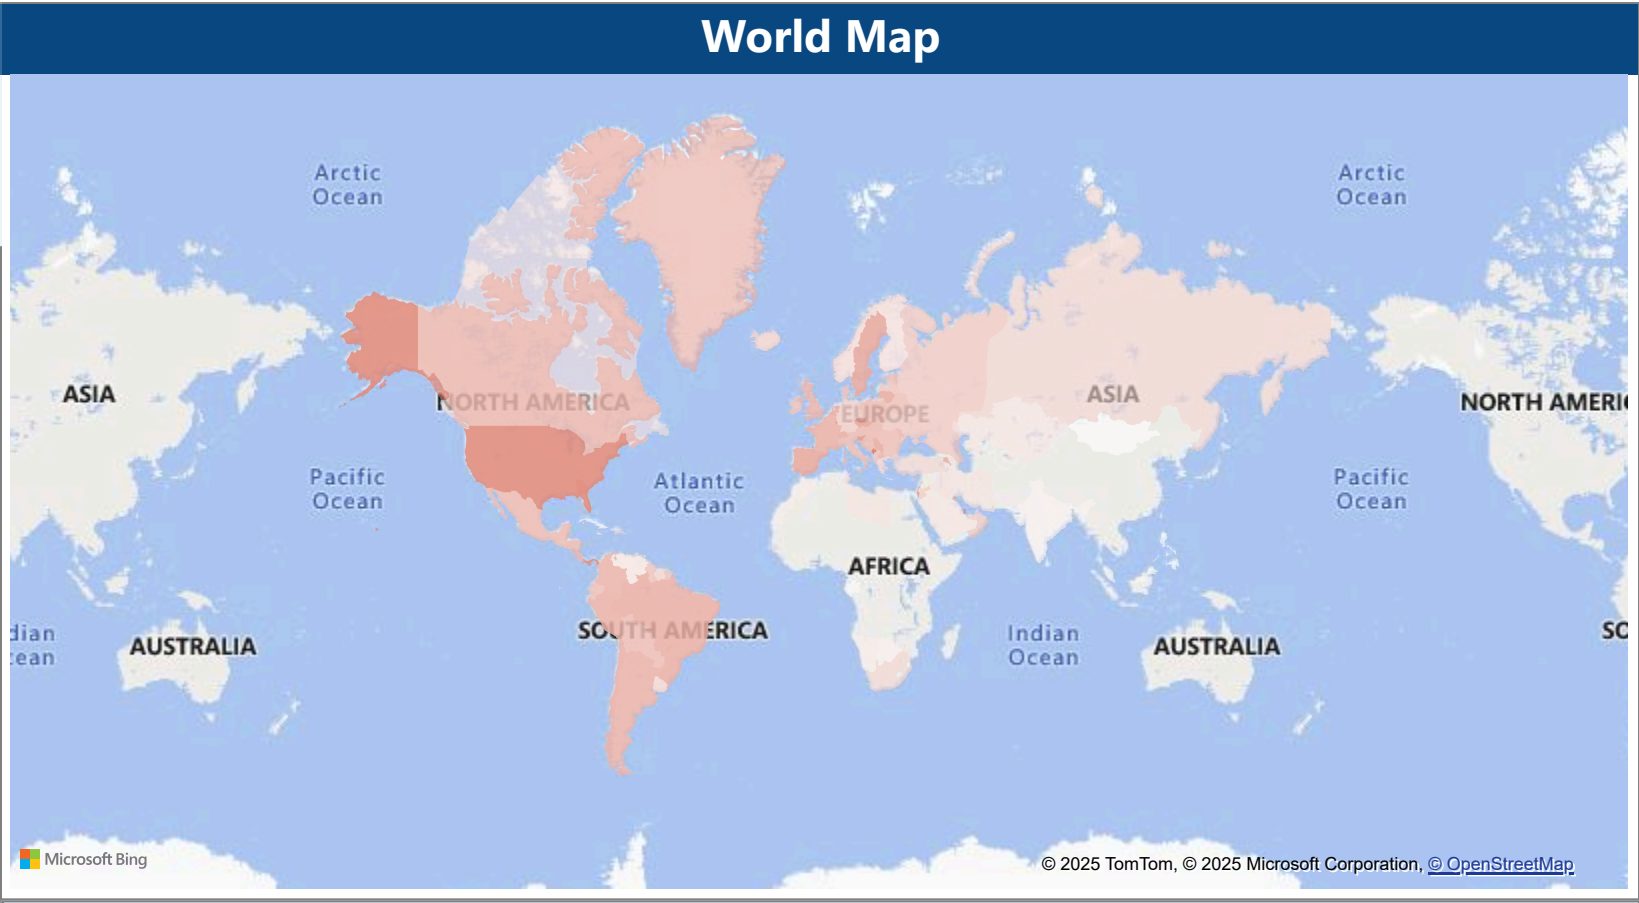 World Map
Arctic
Ocean
Arctic
Ocean
ASIA
NORTH AMERICA
EUROPE
ASIA
NORTH AMERI
Pacific
Ocean
Atlantic
Ocean
Pacific
Ocean
AFRICA
dian
ean
AUSTRALIA
SOUTH AMERICA
Indian
Ocean
AUSTRALIA
SO
Microsoft Bing
© 2025 TomTom, © 2025 Microsoft Corporation, © OpenStreetMap